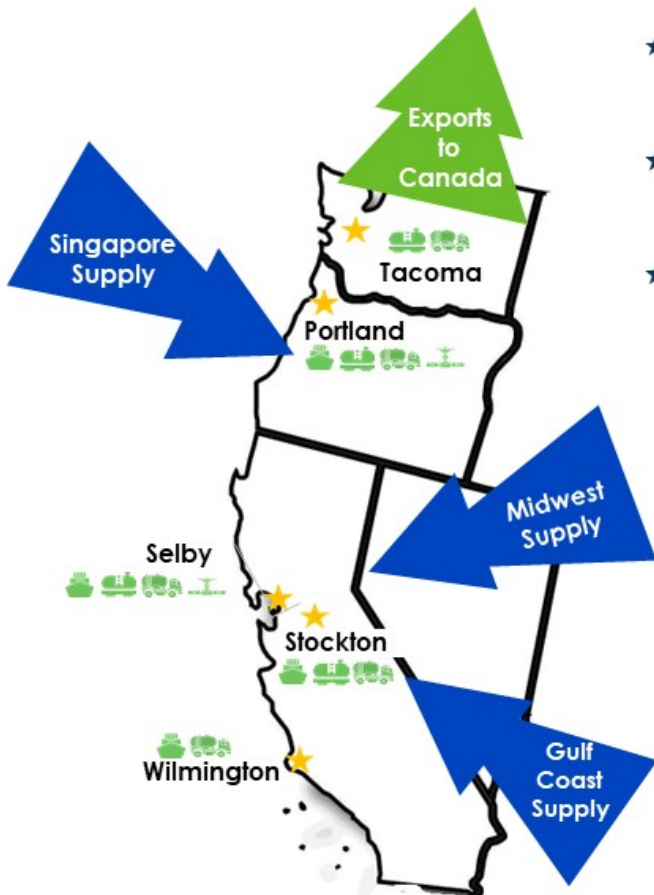 Exports
to
Canada
Singapore
Supply
Tacoma
Portland
Midwest
Supply
Selby
Stockton
Wilmington
Gulf
Coast
Supply